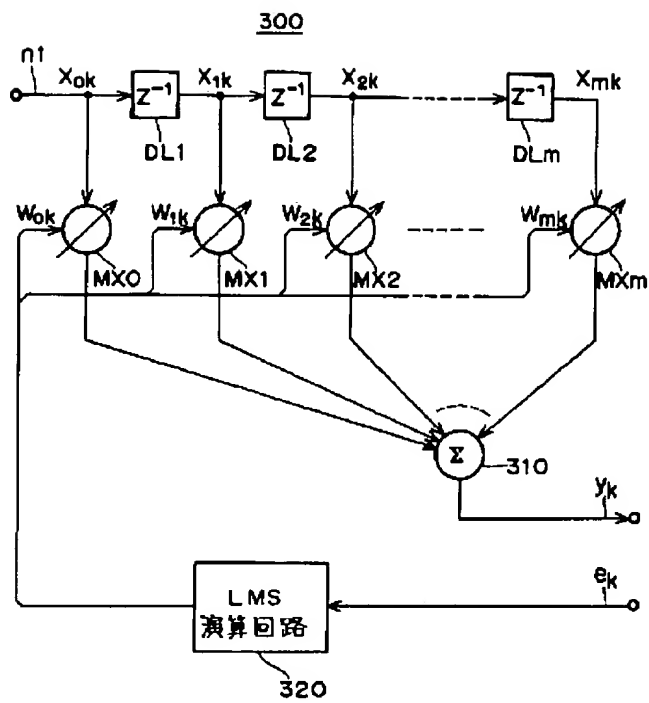 300
n1
X0k X1k X2k Xmk
Z-1 Z-1 Z-1
DL1 DL2 DLm
W0k W1k W2k Wmk
MX0 MX1 MX2 MXm
Σ
310
yk
ek
LMS
演算回路
320